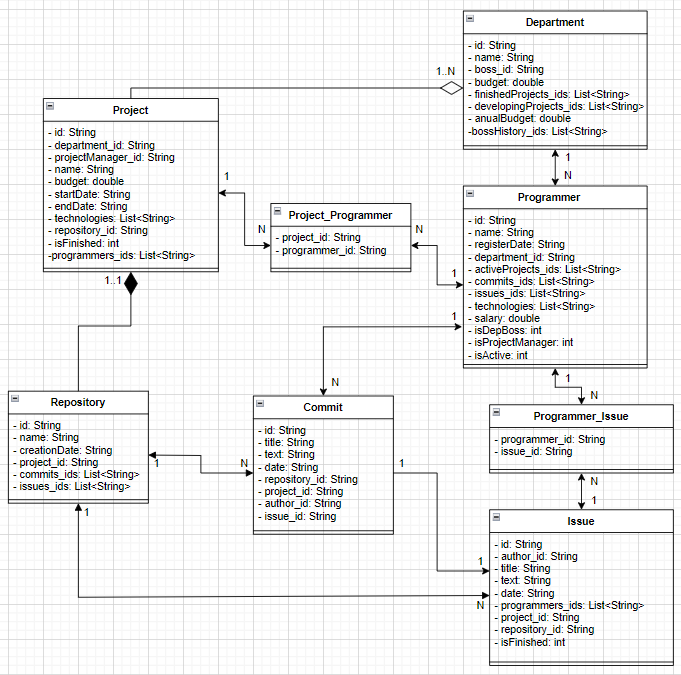 Department
- id: String
- name: String
- boss_id: String
- budget: double
- finishedProjects_ids: List<String>
- developingProjects_ids: List<String>
- anualBudget: double
-bossHistory_ids: List<String>
1..N
Project
- id: String
- department_id: String
- projectManager_id: String
- name: String
- budget: double
- startDate: String
- endDate: String
- technologies: List<String>
- repository_id: String
- isFinished: int
-programmers_ids: List<String>
1
N
1
N
Project_Programmer
- project_id: String
- programmer_id: String
N
1
Programmer
- id: String
- name: String
- registerDate: String
- department_id: String
- activeProjects_ids: List<String>
- commits_ids: List<String>
- issues_ids: List<String>
- technologies: List<String>
- salary: double
- isDepBoss: int
- isProjectManager: int
- isActive: int
1..1
1
N
1
N
Repository
- id: String
- name: String
- creationDate: String
- project_id: String
- commits_ids: List<String>
- issues_ids: List<String>
1
N
Commit
- id: String
- title: String
- text: String
- date: String
- repository_id: String
- project_id: String
- author_id: String
- issue_id: String
1
1
Programmer_Issue
- programmer_id: String
- issue_id: String
N
1
Issue
- id: String
- author_id: String
- title: String
- text: String
- date: String
- programmers_ids: List<String>
- project_id: String
- repository_id: String
- isFinished: int
1
N